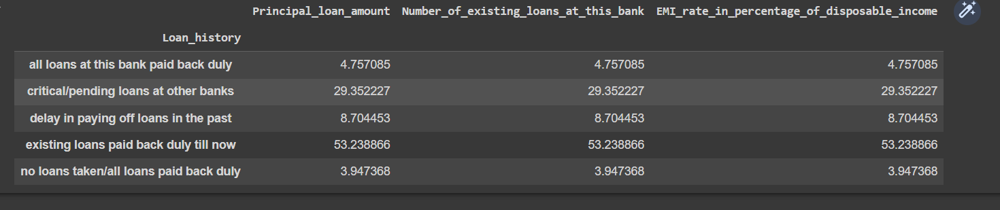 Principal_loan_amount Number_of_existing_loans_at_this_bank EMI_rate_in_percentage_of_disposable_income
Loan_history
all loans at this bank paid back duly 4.757085 4.757085 4.757085
critical/pending loans at other banks 29.352227 29.352227 29.352227
delay in paying off loans in the past 8.704453 8.704453 8.704453
existing loans paid back duly till now 53.238866 53.238866 53.238866
no loans taken/all loans paid back duly 3.947368 3.947368 3.947368